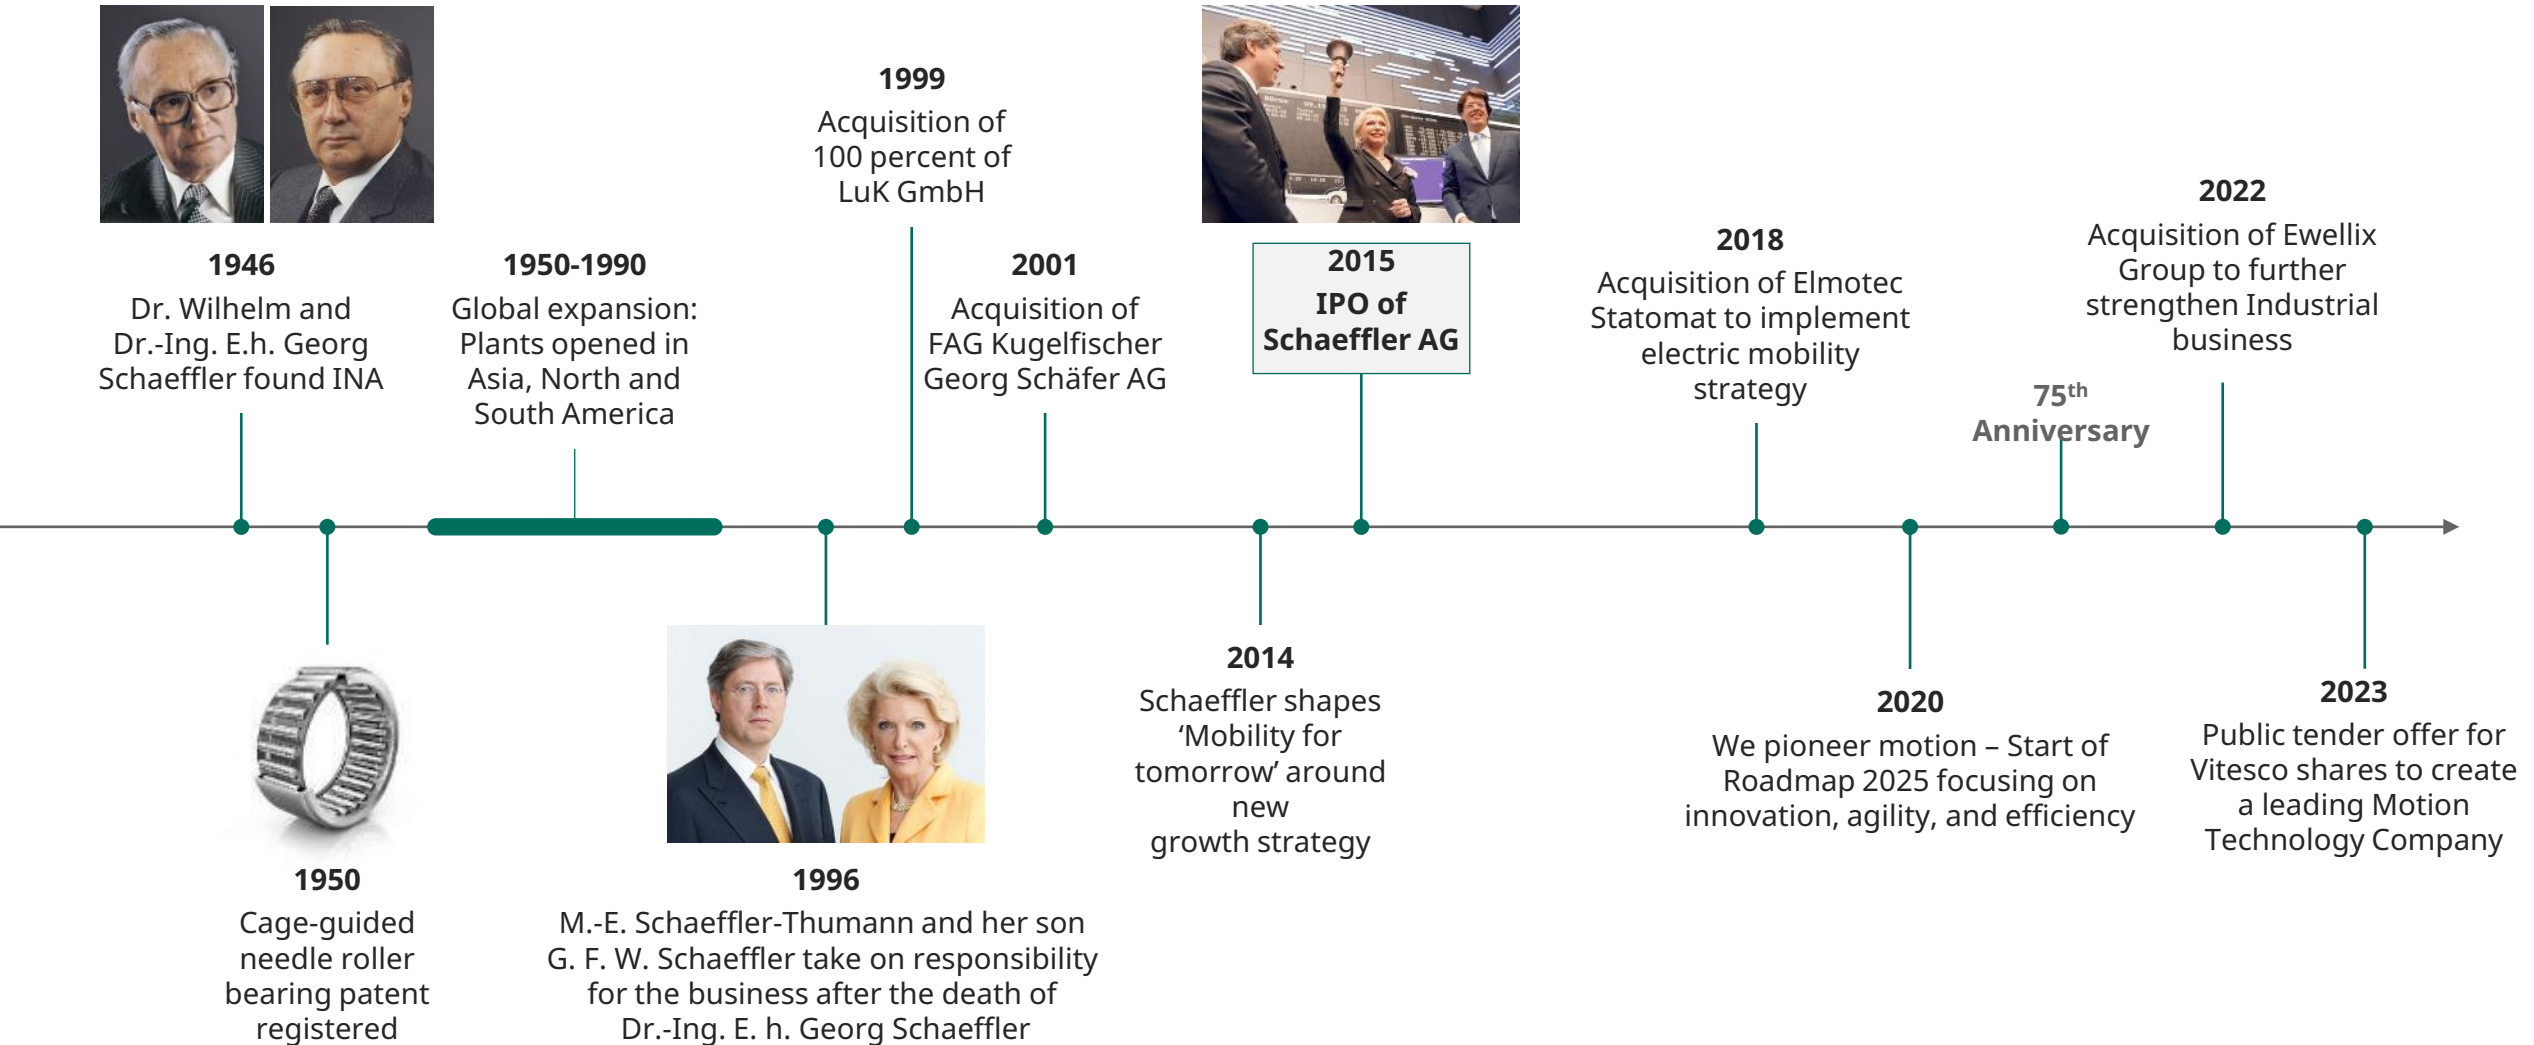 1946
Dr. Wilhelm and
Dr.-Ing. E.h. Georg
Schaeffler found INA
1950-1990
Global expansion:
Plants opened in
Asia, North and
South America
1999
Acquisition of
100 percent of
LuK GmbH
2001
Acquisition of
FAG Kugelfischer
Georg Schäfer AG
2015
IPO of
Schaeffler AG
2018
Acquisition of Elmotec
Statomat to implement
electric mobility
strategy
75th
Anniversary
2022
Acquisition of Ewellix
Group to further
strengthen Industrial
business
1950
Cage-guided
needle roller
bearing patent
registered
1996
M.-E. Schaeffler-Thumann and her son
G. F. W. Schaeffler take on responsibility
for the business after the death of
Dr.-Ing. E. h. Georg Schaeffler
2014
Schaeffler shapes
‘Mobility for
tomorrow’ around
new
growth strategy
2020
We pioneer motion – Start of
Roadmap 2025 focusing on
innovation, agility, and efficiency
2023
Public tender offer for
Vitesco shares to create
a leading Motion
Technology Company